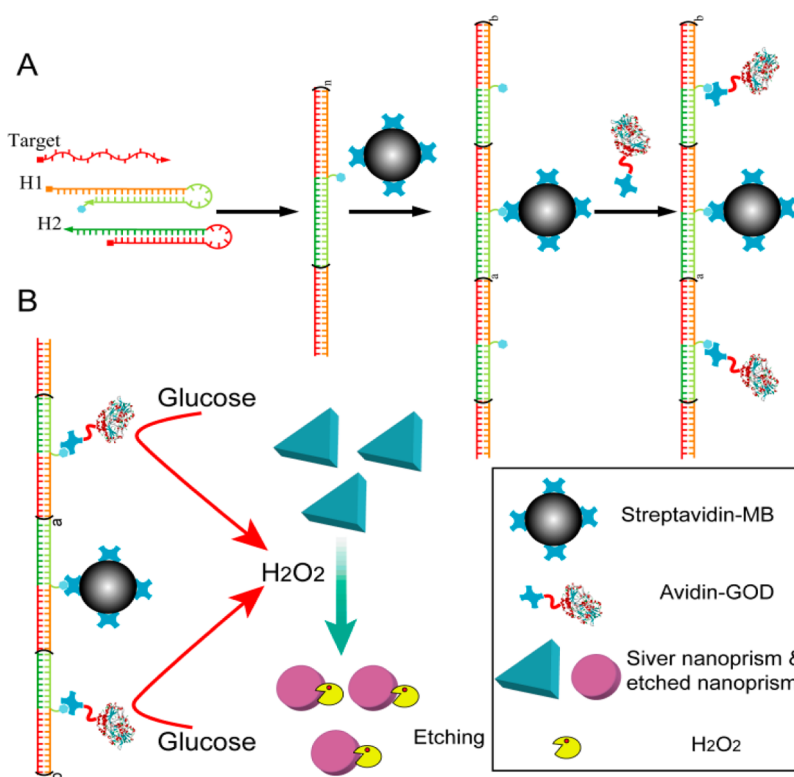 A
Target
H1
H2
n
b
a
b
a
B
Glucose
a
H2O2
Glucose
Etching
Streptavidin-MB
Avidin-GOD
Siver nanoprism &
etched nanoprism
H2O2